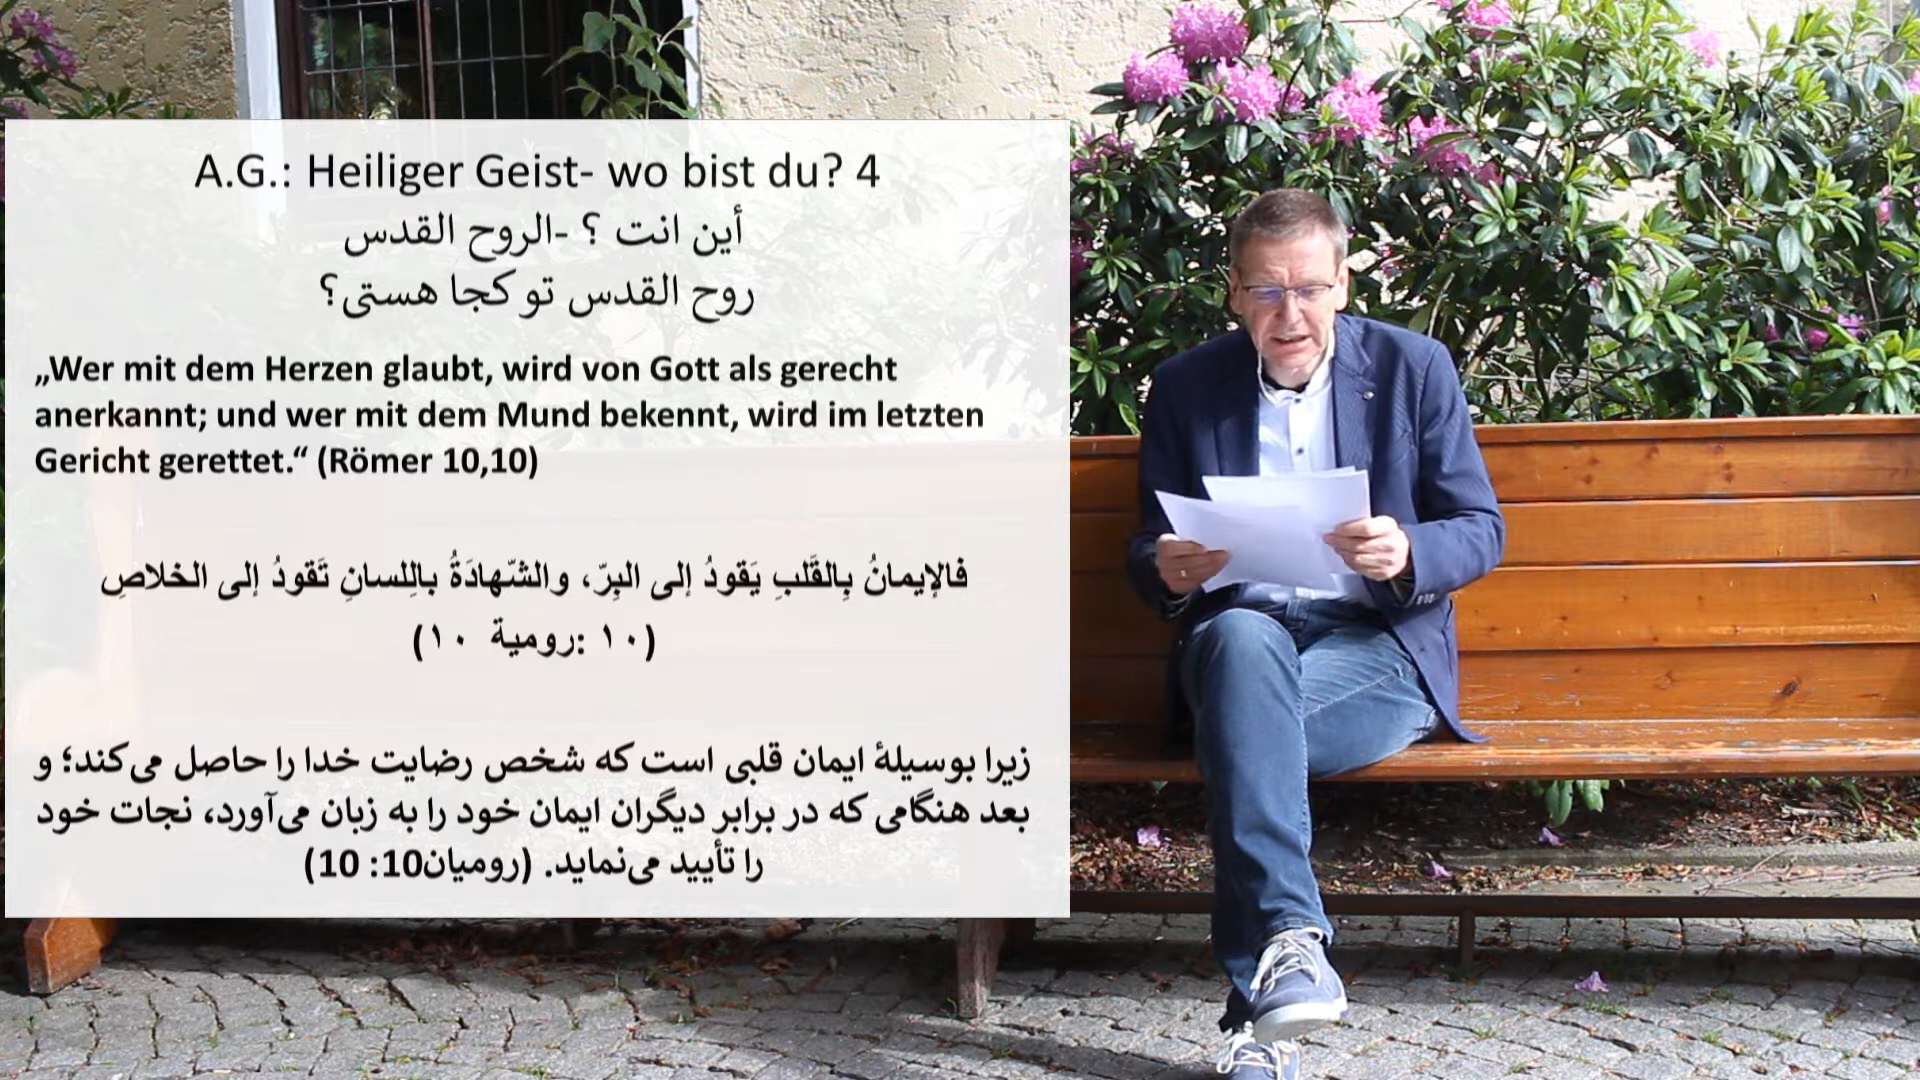 A.G.: Heiliger Geist- wo bist du? 4
أين انت ؟ -الروح القدس
روح القدس تو کجا هستی؟
„Wer mit dem Herzen glaubt, wird von Gott als gerecht
anerkannt; und wer mit dem Mund bekennt, wird im letzten
Gericht gerettet.“ (Römer 10,10)
فالإيمانُ بِالقَلبِ يَقودُ إلى البِرّ، والشّهادَةُ باللِسانِ تَقودُ إلى الخلاصِ
(١٠ :رومية ١٠)
زیرا بوسیلهٔ ایمان قلبی است که شخص رضایت خدا را حاصل می‌کند؛ و
بعد هنگامی که در برابر دیگران ایمان خود را به زبان می‌آورد، نجات خود
را تأیید می‌نماید. (رومیان10: 10)